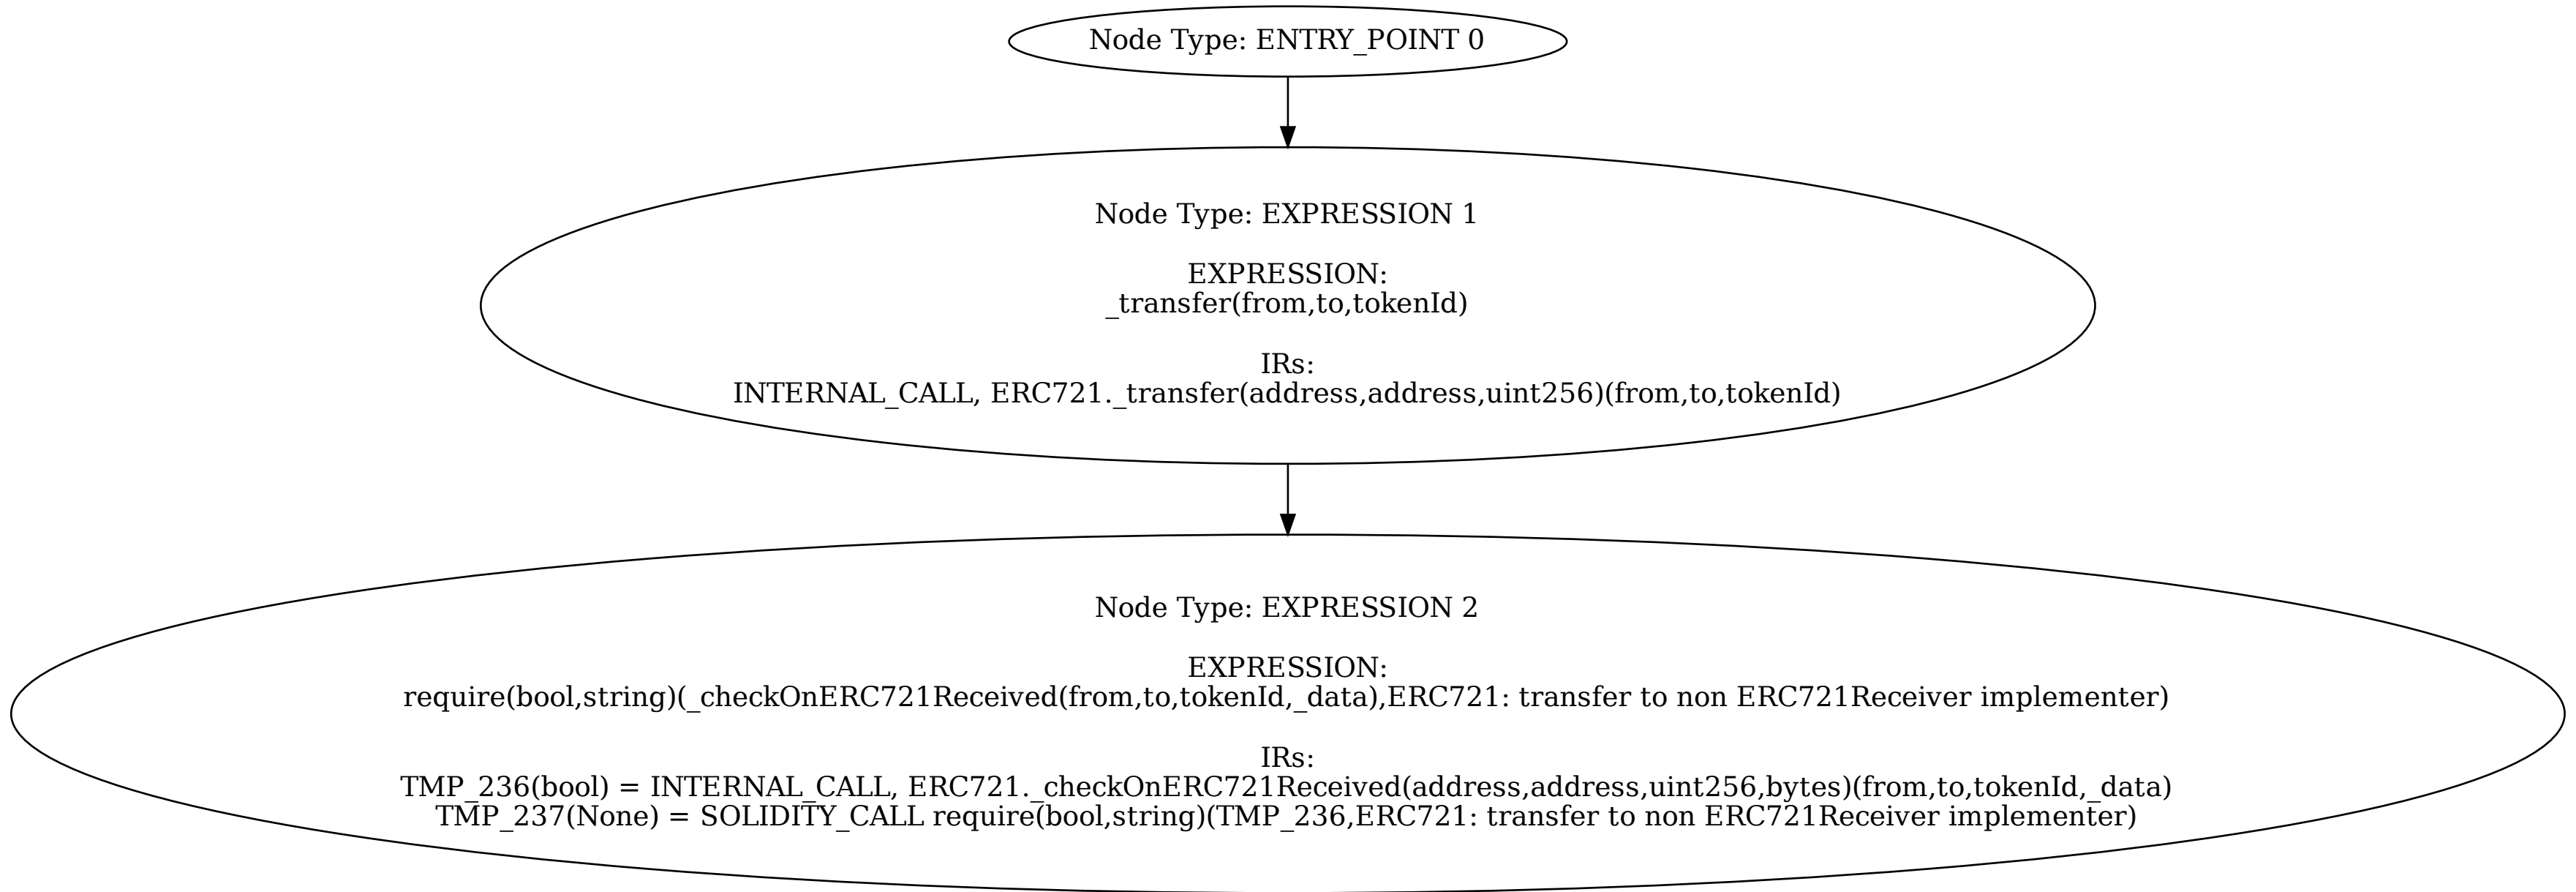 Node Type: ENTRY_POINT 0
Node Type: EXPRESSION 1
EXPRESSION:
_transfer(from,to,tokenId)
IRs:
INTERNAL_CALL, ERC721._transfer(address,address,uint256)(from,to,tokenId)
Node Type: EXPRESSION 2
EXPRESSION:
require(bool,string)(_checkOnERC721Received(from,to,tokenId,_data),ERC721: transfer to non ERC721Receiver implementer)
IRs:
TMP_236(bool) = INTERNAL_CALL, ERC721._checkOnERC721Received(address,address,uint256,bytes)(from,to,tokenId,_data)
TMP_237(None) = SOLIDITY_CALL require(bool,string)(TMP_236,ERC721: transfer to non ERC721Receiver implementer)